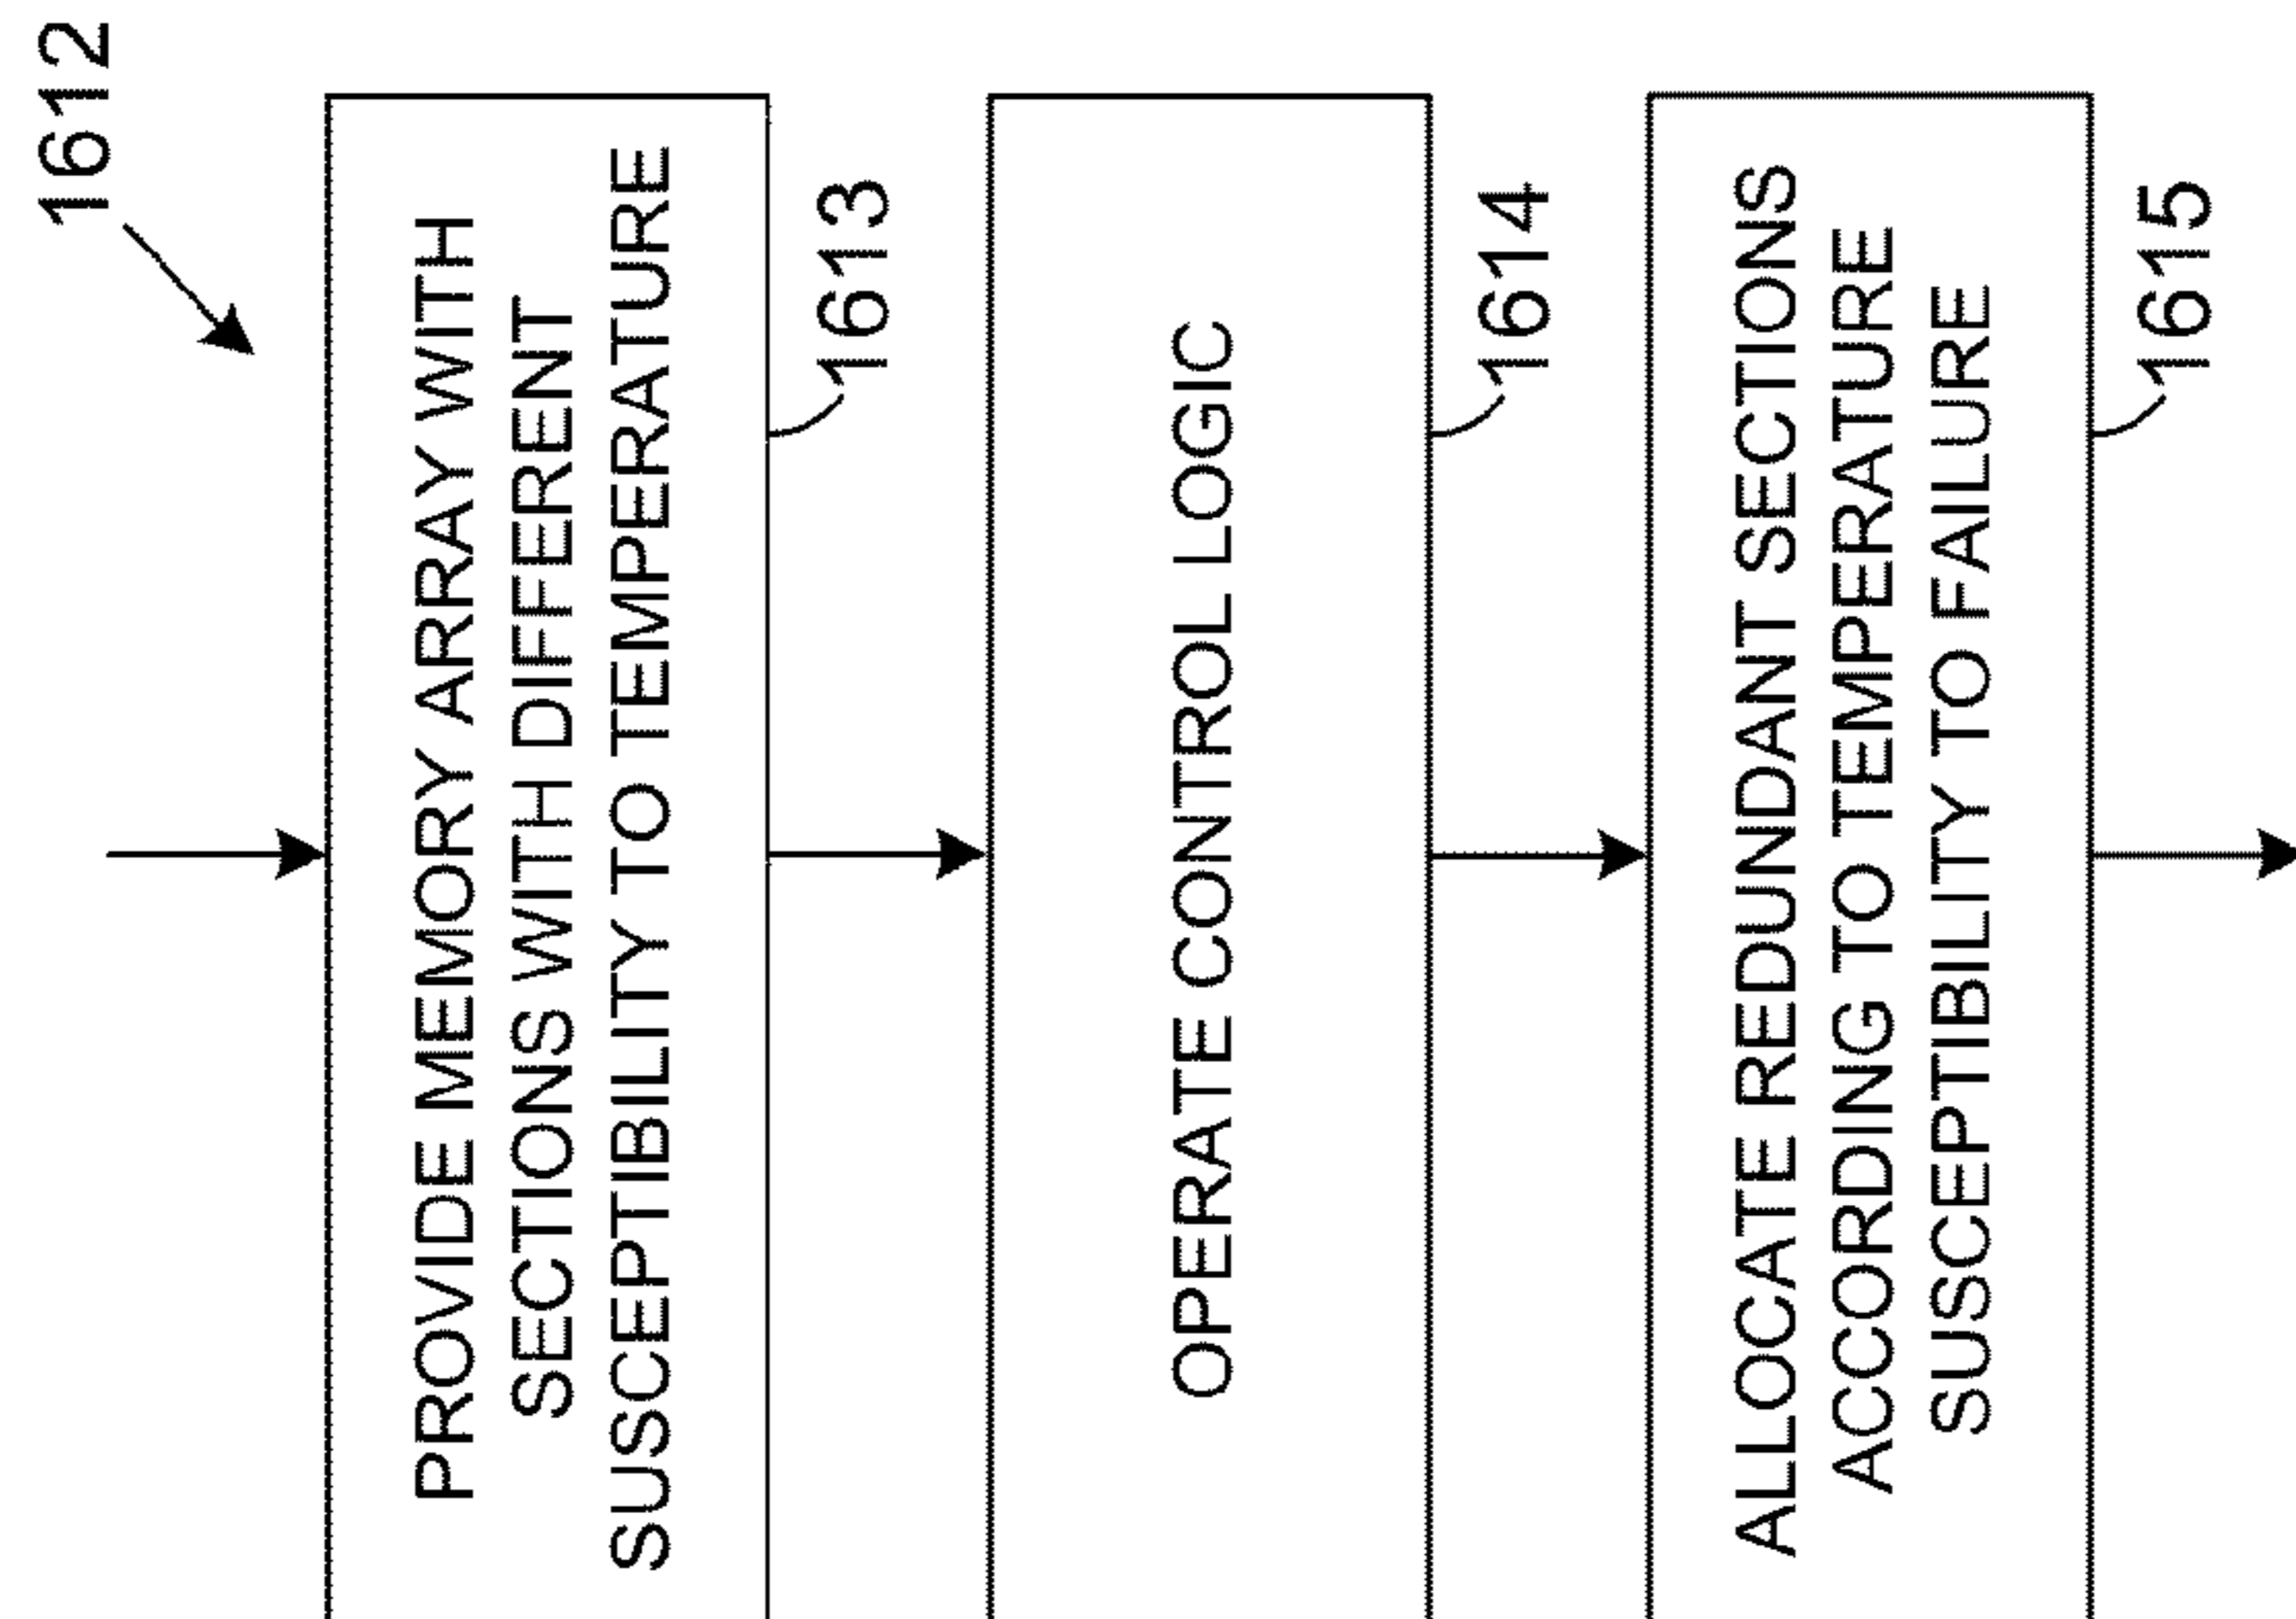 1612
PROVIDE MEMORY ARRAY WITH
SECTIONS WITH DIFFERENT
SUSCEPTIBILITY TO TEMPERATURE
1613
OPERATE CONTROL LOGIC
1614
ALLOCATE REDUNDANT SECTIONS
ACCORDING TO TEMPERATURE
SUSCEPTIBILITY TO FAILURE
1615